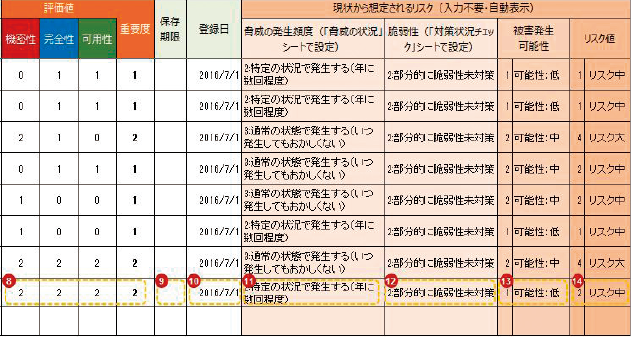 評価値 保存期限 登録日 現状から想定されるリスク（入力不要・自動表示）
機密性 完全性 可用性 重要度 脅威の発生頻度（「脅威の状況」シートで設定） 脆弱性（「対策状況チェック」シートで設定） 被害発生可能性 リスク値
0 1 1 1 2016/7/1 2:特定の状況で発生する（年に数回程度） 2:部分的に脆弱性未対策 1 可能性:低 1 リスク中
0 1 1 1 2016/7/1 2:特定の状況で発生する（年に数回程度） 2:部分的に脆弱性未対策 1 可能性:低 1 リスク中
2 1 0 2 2016/7/1 3:通常の状態で発生する（いつ発生してもおかしくない） 2:部分的に脆弱性未対策 2 可能性:中 4 リスク大
0 1 1 1 2016/7/1 3:通常の状態で発生する（いつ発生してもおかしくない） 2:部分的に脆弱性未対策 2 可能性:中 2 リスク中
1 0 0 1 2016/7/1 3:通常の状態で発生する（いつ発生してもおかしくない） 2:部分的に脆弱性未対策 2 可能性:中 2 リスク中
1 0 0 1 2016/7/1 2:特定の状況で発生する（年に数回程度） 2:部分的に脆弱性未対策 1 可能性:低 1 リスク中
2 2 2 2 2016/7/1 3:通常の状態で発生する（いつ発生してもおかしくない） 2:部分的に脆弱性未対策 2 可能性:中 4 リスク大
8 9 10 11 12 13 14
2 2 2 2 2016/7/1 2:特定の状況で発生する（年に数回程度） 2:部分的に脆弱性未対策 1 可能性:低 2 リスク中